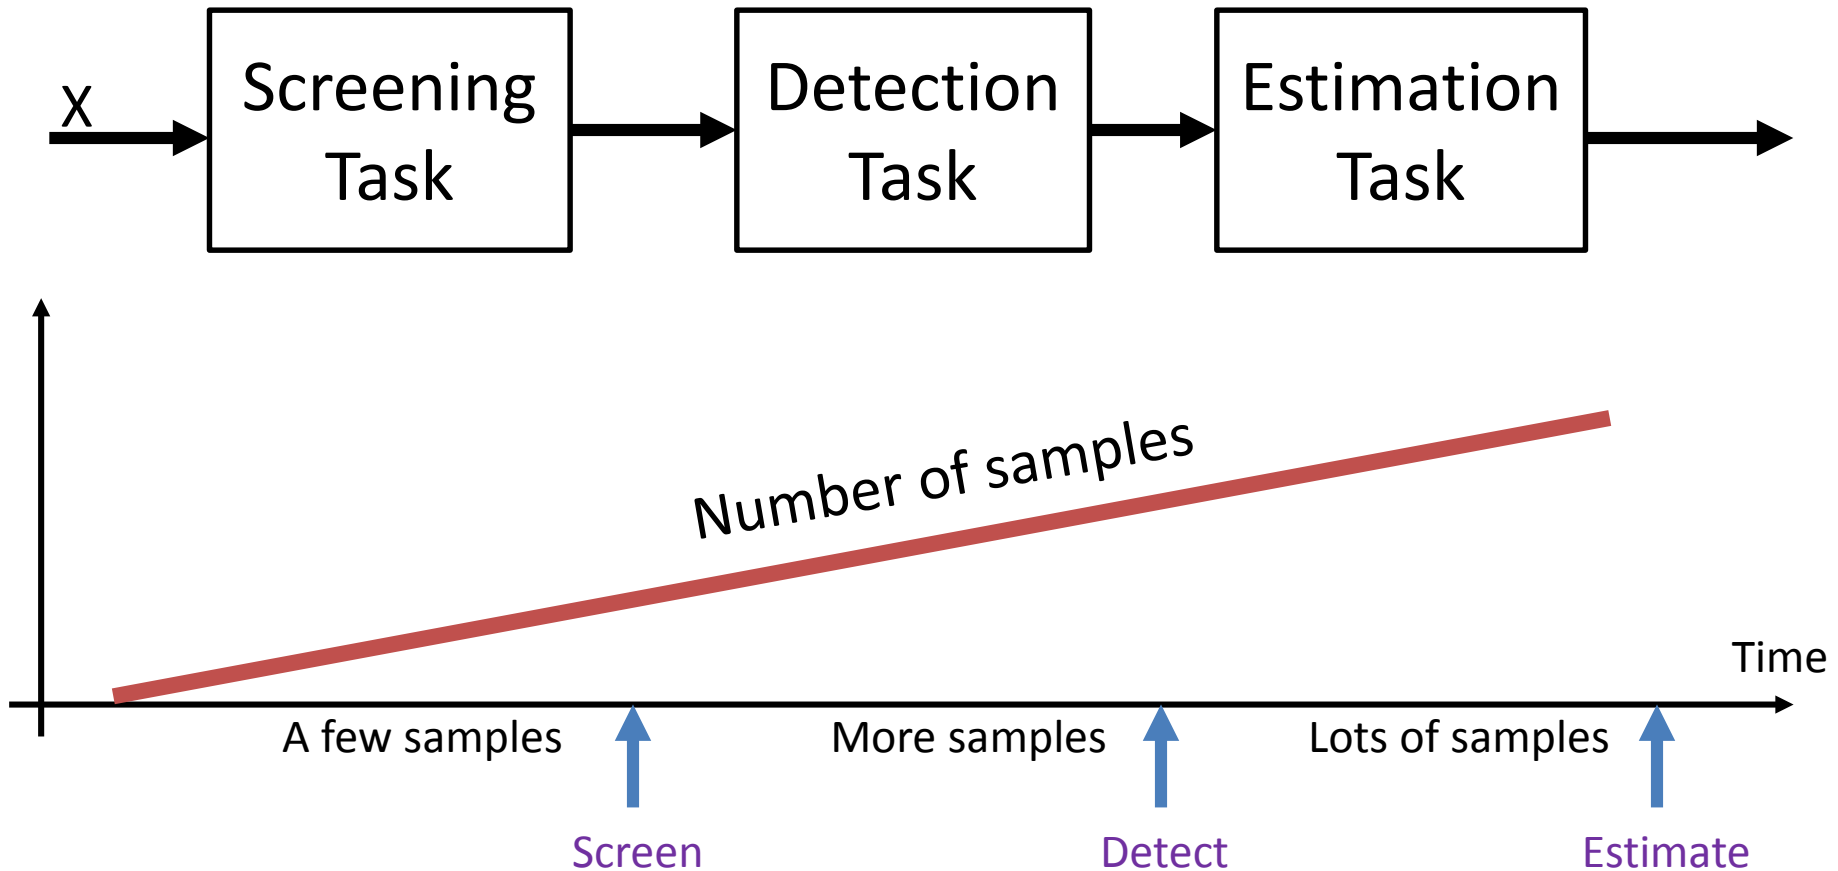 X
Screening
Task
Detection
Task
Estimation
Task
Number of samples
Time
A few samples
More samples
Lots of samples
Screen
Detect
Estimate